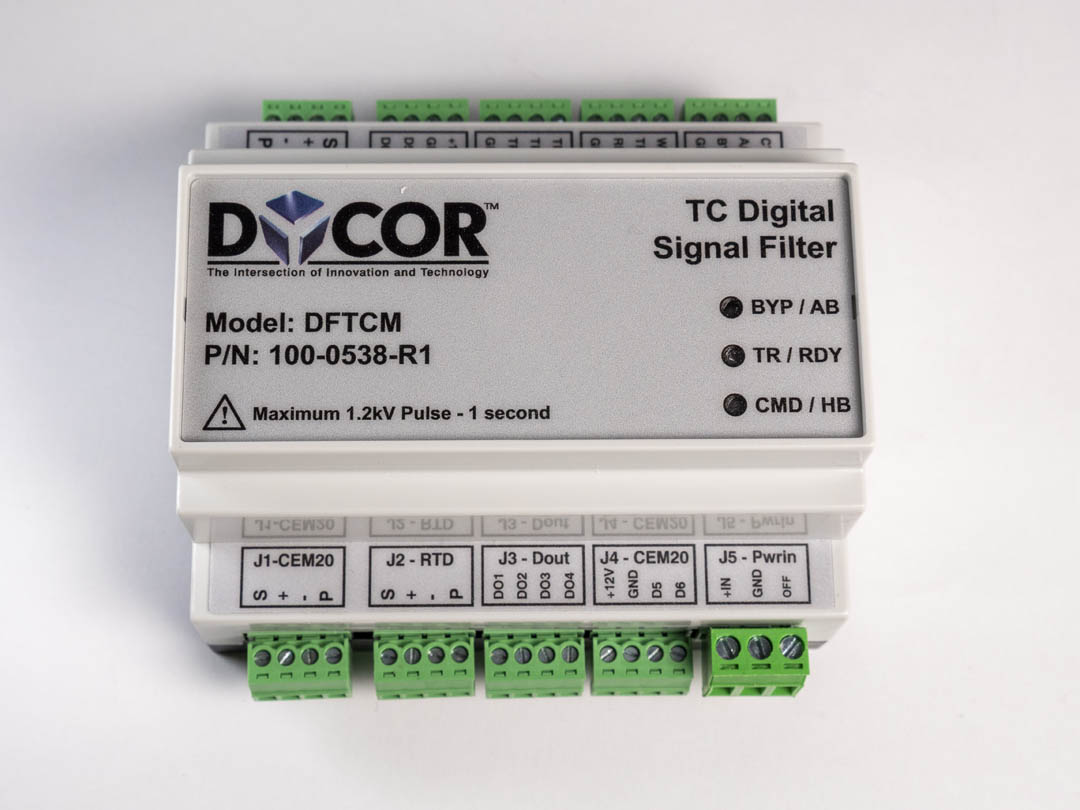 DYCOR™
The Intersection of Innovation and Technology
TC Digital
Signal Filter
Model: DFTCM
P/N: 100-0538-R1
Maximum 1.2kV Pulse - 1 second
BYP / AB
TR / RDY
CMD / HB
J1-CEM20
S + - P
J2 - RTD
S + - P
J3 - Dout
DO1 DO2 DO3 DO4
J4 - CEM20
+12V GND D5 D6
J5 - Pwrin
+IN GND OFF